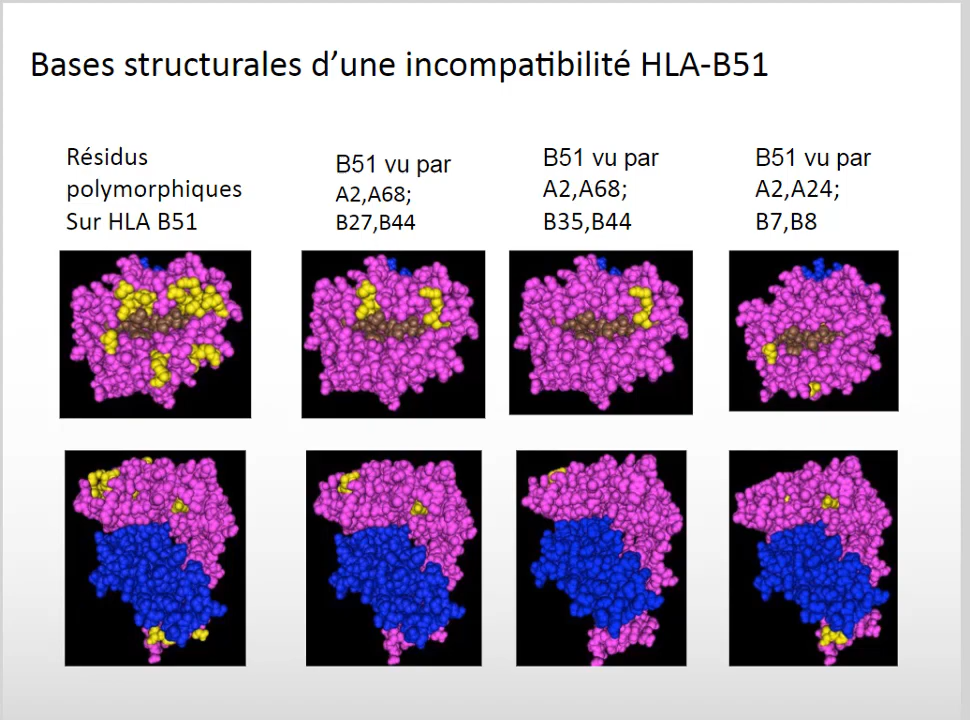 Bases structurales d’une incompatibilité HLA-B51
Résidus
polymorphiques
Sur HLA B51
B51 vu par
A2,A68;
B27,B44
B51 vu par
A2,A68;
B35,B44
B51 vu par
A2,A24;
B7,B8